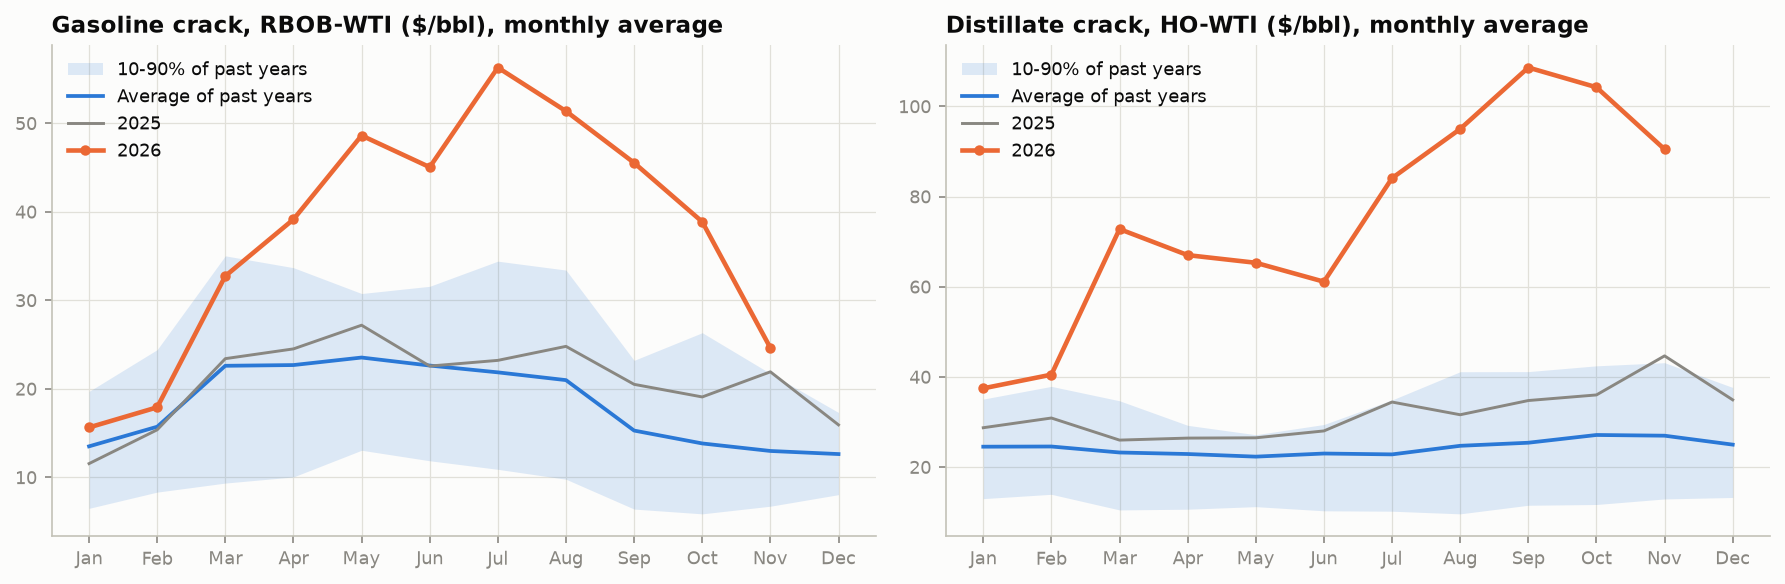 Gasoline crack, RBOB-WTI ($/bbl), monthly average
10-90% of past years
Average of past years
2025
2026
50
40
30
20
10
Jan Feb Mar Apr May Jun Jul Aug Sep Oct Nov Dec
Distillate crack, HO-WTI ($/bbl), monthly average
10-90% of past years
Average of past years
2025
2026
100
80
60
40
20
Jan Feb Mar Apr May Jun Jul Aug Sep Oct Nov Dec